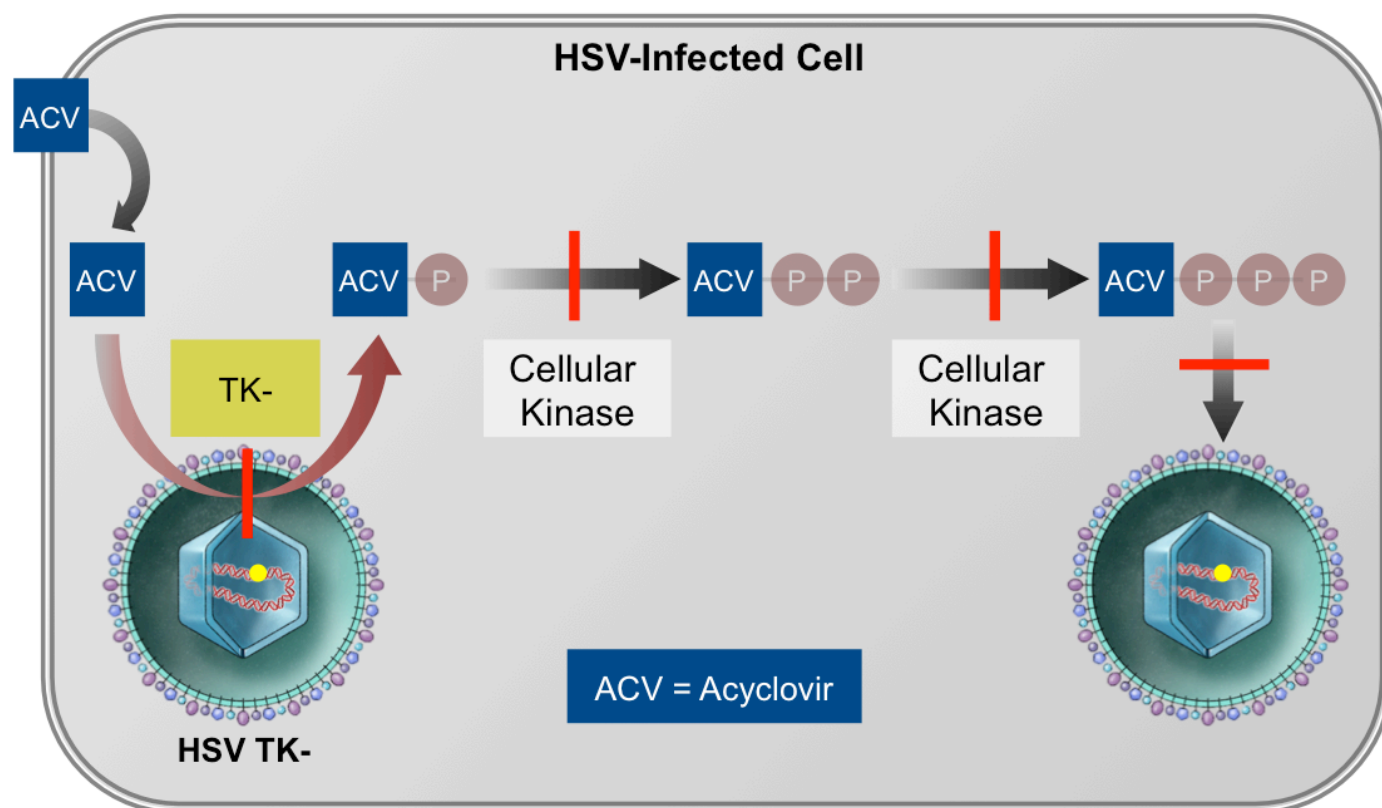 HSV-Infected Cell
ACV
ACV
ACV
P
ACV
P
P
ACV
P
P
P
TK-
Cellular
Kinase
Cellular
Kinase
ACV = Acyclovir
HSV TK-